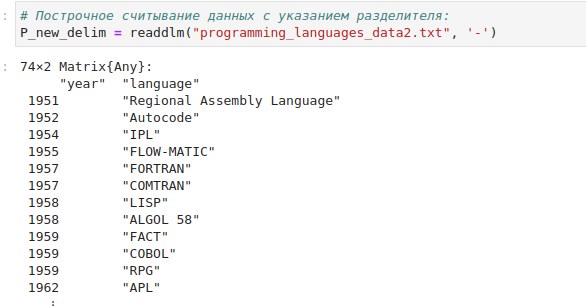 : # Построчное считывание данных с указанием разделителя:
P_new_delim = readdlm("programming_languages_data2.txt", '-')
: 74×2 Matrix{Any}:
"year" "language"
1951 "Regional Assembly Language"
1952 "Autocode"
1954 "IPL"
1955 "FLOW-MATIC"
1957 "FORTRAN"
1957 "COMTRAN"
1958 "LISP"
1958 "ALGOL 58"
1959 "FACT"
1959 "COBOL"
1959 "RPG"
1962 "APL"
⋮